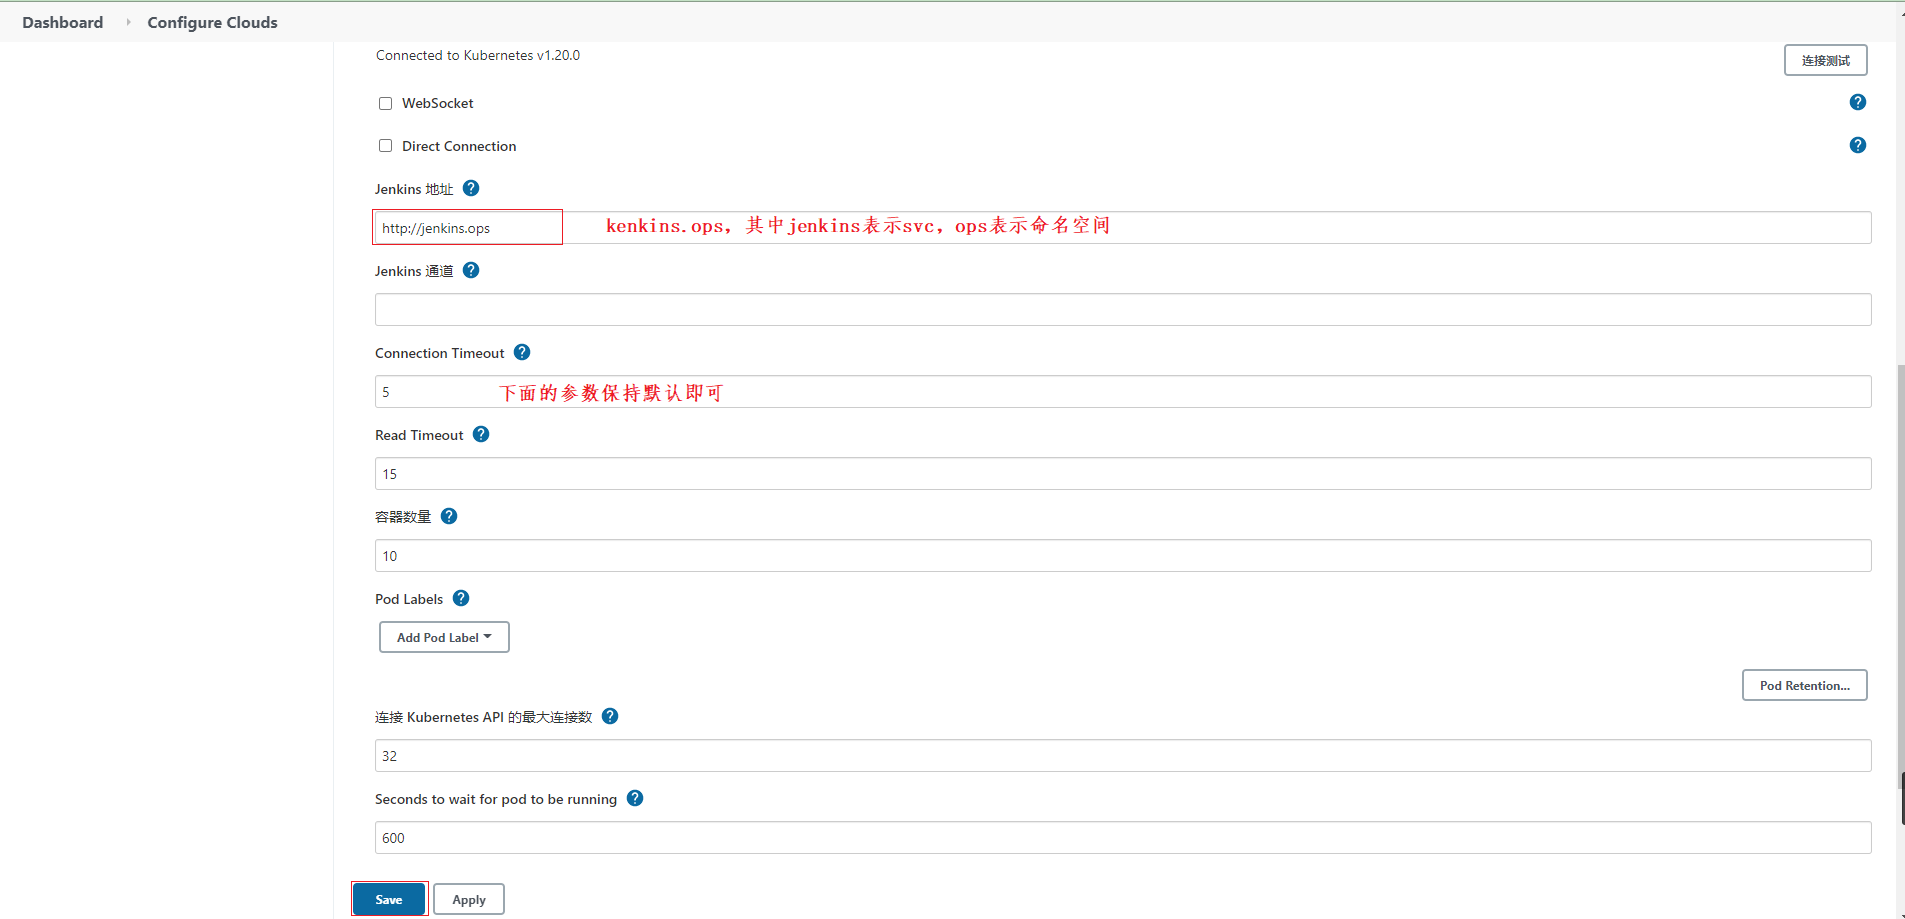 Dashboard › Configure Clouds
Connected to Kubernetes v1.20.0
连接测试
WebSocket ?
Direct Connection ?
Jenkins 地址 ?
http://jenkins.ops
kenkins.ops, 其中jenkins表示svc, ops表示命名空间
Jenkins 通道 ?
Connection Timeout ?
5
下面的参数保持默认即可
Read Timeout ?
15
容器数量 ?
10
Pod Labels ?
Add Pod Label
Pod Retention...
连接 Kubernetes API 的最大连接数 ?
32
Seconds to wait for pod to be running ?
600
Save
Apply